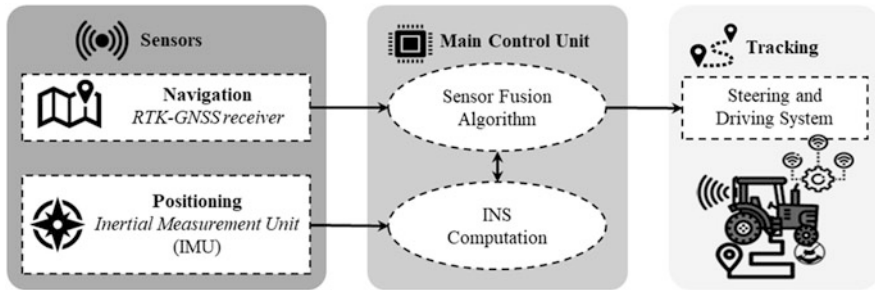 Sensors
Navigation
RTK-GNSS receiver
Positioning
Inertial Measurement Unit
(IMU)
Main Control Unit
Sensor Fusion
Algorithm
INS
Computation
Tracking
Steering and
Driving System